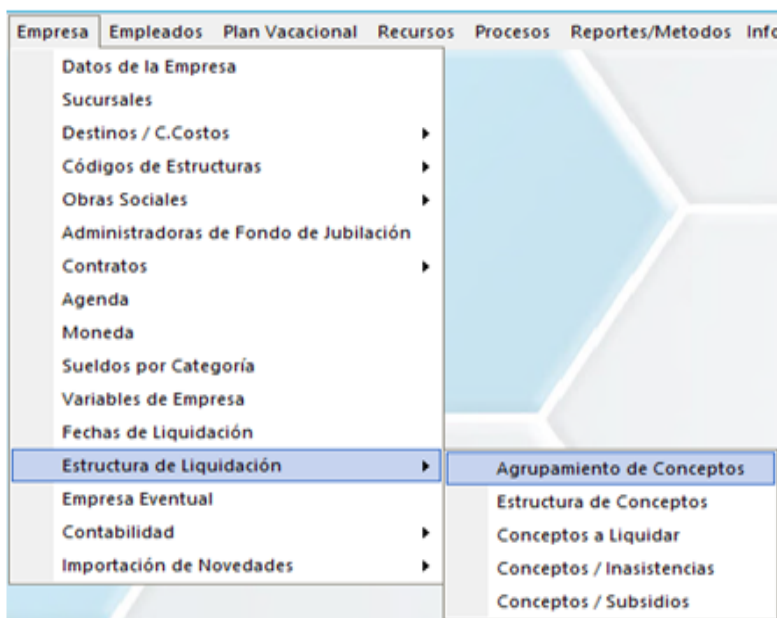 Empresa Empleados Plan Vacacional Recursos Procesos Reportes/Metodos Info
Datos de la Empresa
Sucursales
Destinos / C.Costos
Códigos de Estructuras
Obras Sociales
Administradoras de Fondo de Jubilación
Contratos
Agenda
Moneda
Sueldos por Categoría
Variables de Empresa
Fechas de Liquidación
Estructura de Liquidación
Empresa Eventual
Contabilidad
Importación de Novedades
Agrupamiento de Conceptos
Estructura de Conceptos
Conceptos a Liquidar
Conceptos / Inasistencias
Conceptos / Subsidios